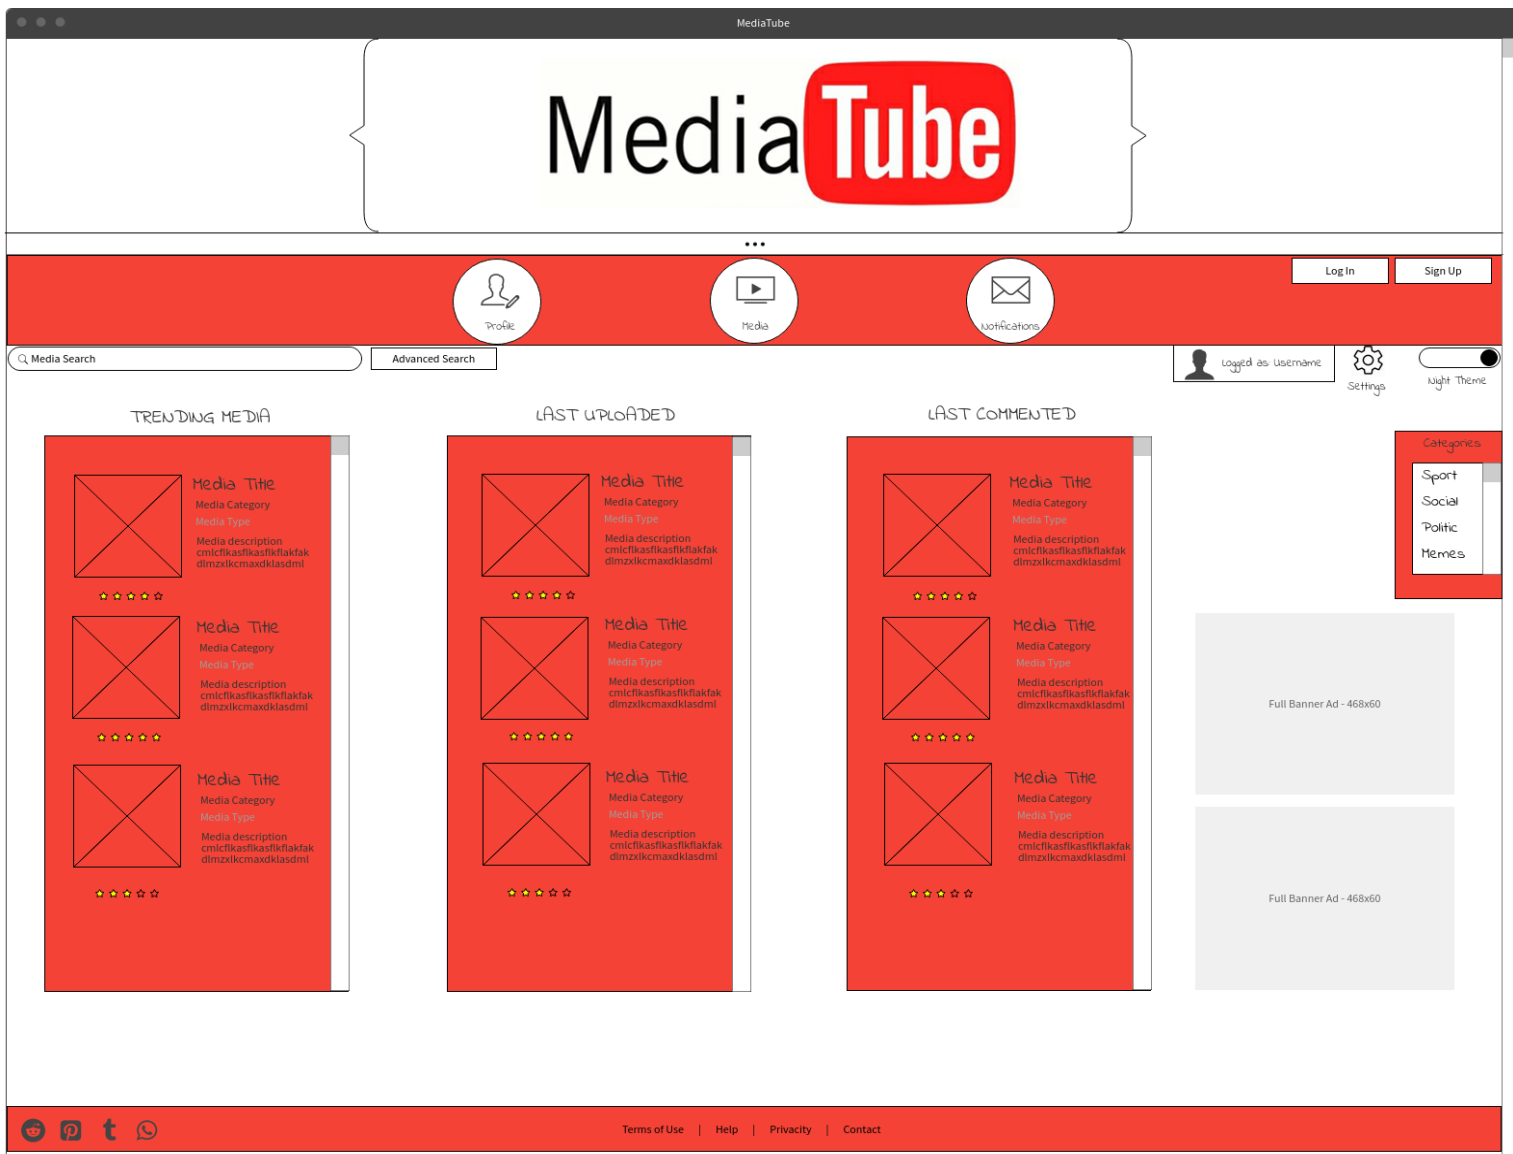 MediaTube
MediaTube
Log In
Sign Up
Profile
Media
Notifications
Media Search
Advanced Search
Logged as: Username
Settings
Night Theme
TRENDING MEDIA
Media Title
Media Category
Media Type
Media description
cmlcflkasflkasflkflakfak
dlmzxlkcmaxdklasdml
Media Title
Media Category
Media Type
Media description
cmlcflkasflkasflkflakfak
dlmzxlkcmaxdklasdml
Media Title
Media Category
Media Type
Media description
cmlcflkasflkasflkflakfak
dlmzxlkcmaxdklasdml
LAST UPLOADED
Media Title
Media Category
Media Type
Media description
cmlcflkasflkasflkflakfak
dlmzxlkcmaxdklasdml
Media Title
Media Category
Media Type
Media description
cmlcflkasflkasflkflakfak
dlmzxlkcmaxdklasdml
Media Title
Media Category
Media Type
Media description
cmlcflkasflkasflkflakfak
dlmzxlkcmaxdklasdml
LAST COMMENTED
Media Title
Media Category
Media Type
Media description
cmlcflkasflkasflkflakfak
dlmzxlkcmaxdklasdml
Media Title
Media Category
Media Type
Media description
cmlcflkasflkasflkflakfak
dlmzxlkcmaxdklasdml
Media Title
Media Category
Media Type
Media description
cmlcflkasflkasflkflakfak
dlmzxlkcmaxdklasdml
Categories
Sport
Social
Politic
Memes
Full Banner Ad - 468x60
Full Banner Ad - 468x60
Terms of Use | Help | Privacity | Contact